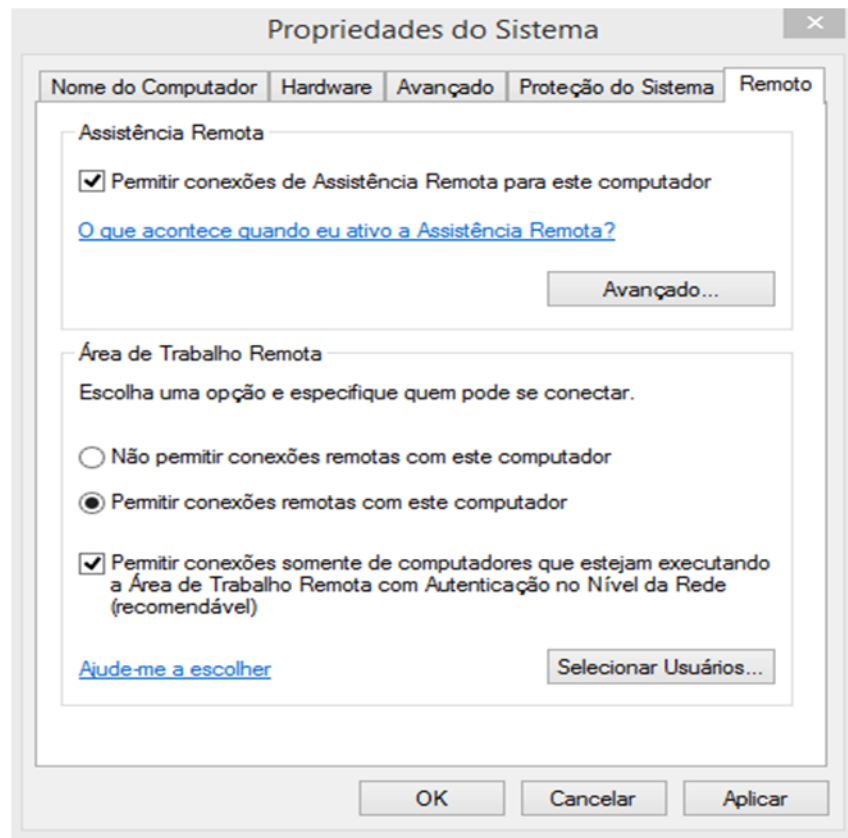 Propriedades do Sistema
Nome do Computador Hardware Avançado Proteção do Sistema Remoto
Assistência Remota
Permitir conexões de Assistência Remota para este computador
O que acontece quando eu ativo a Assistência Remota?
Avançado...
Área de Trabalho Remota
Escolha uma opção e especifique quem pode se conectar.
Não permitir conexões remotas com este computador
Permitir conexões remotas com este computador
Permitir conexões somente de computadores que estejam executando
a Área de Trabalho Remota com Autenticação no Nível da Rede
(recomendável)
Ajude-me a escolher
Selecionar Usuários...
OK Cancelar Aplicar